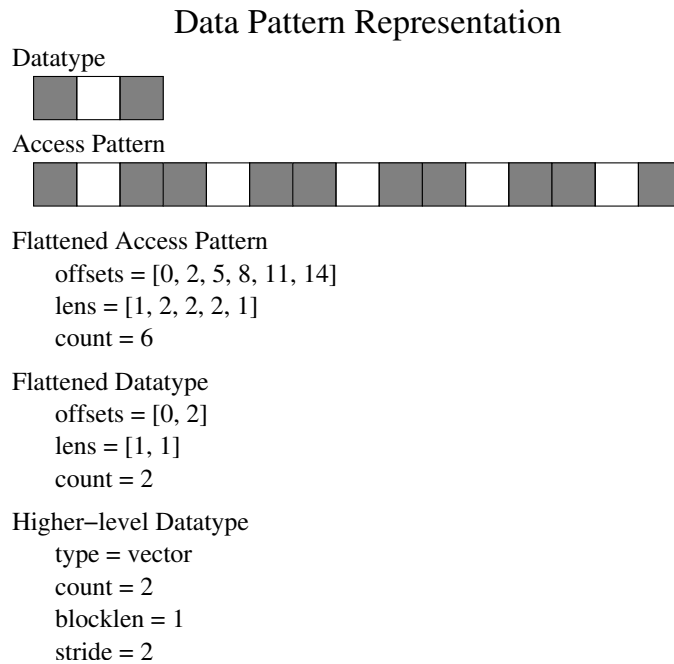 Data Pattern Representation
Datatype
Access Pattern
Flattened Access Pattern
offsets = [0, 2, 5, 8, 11, 14]
lens = [1, 2, 2, 2, 1]
count = 6
Flattened Datatype
offsets = [0, 2]
lens = [1, 1]
count = 2
Higher−level Datatype
type = vector
count = 2
blocklen = 1
stride = 2